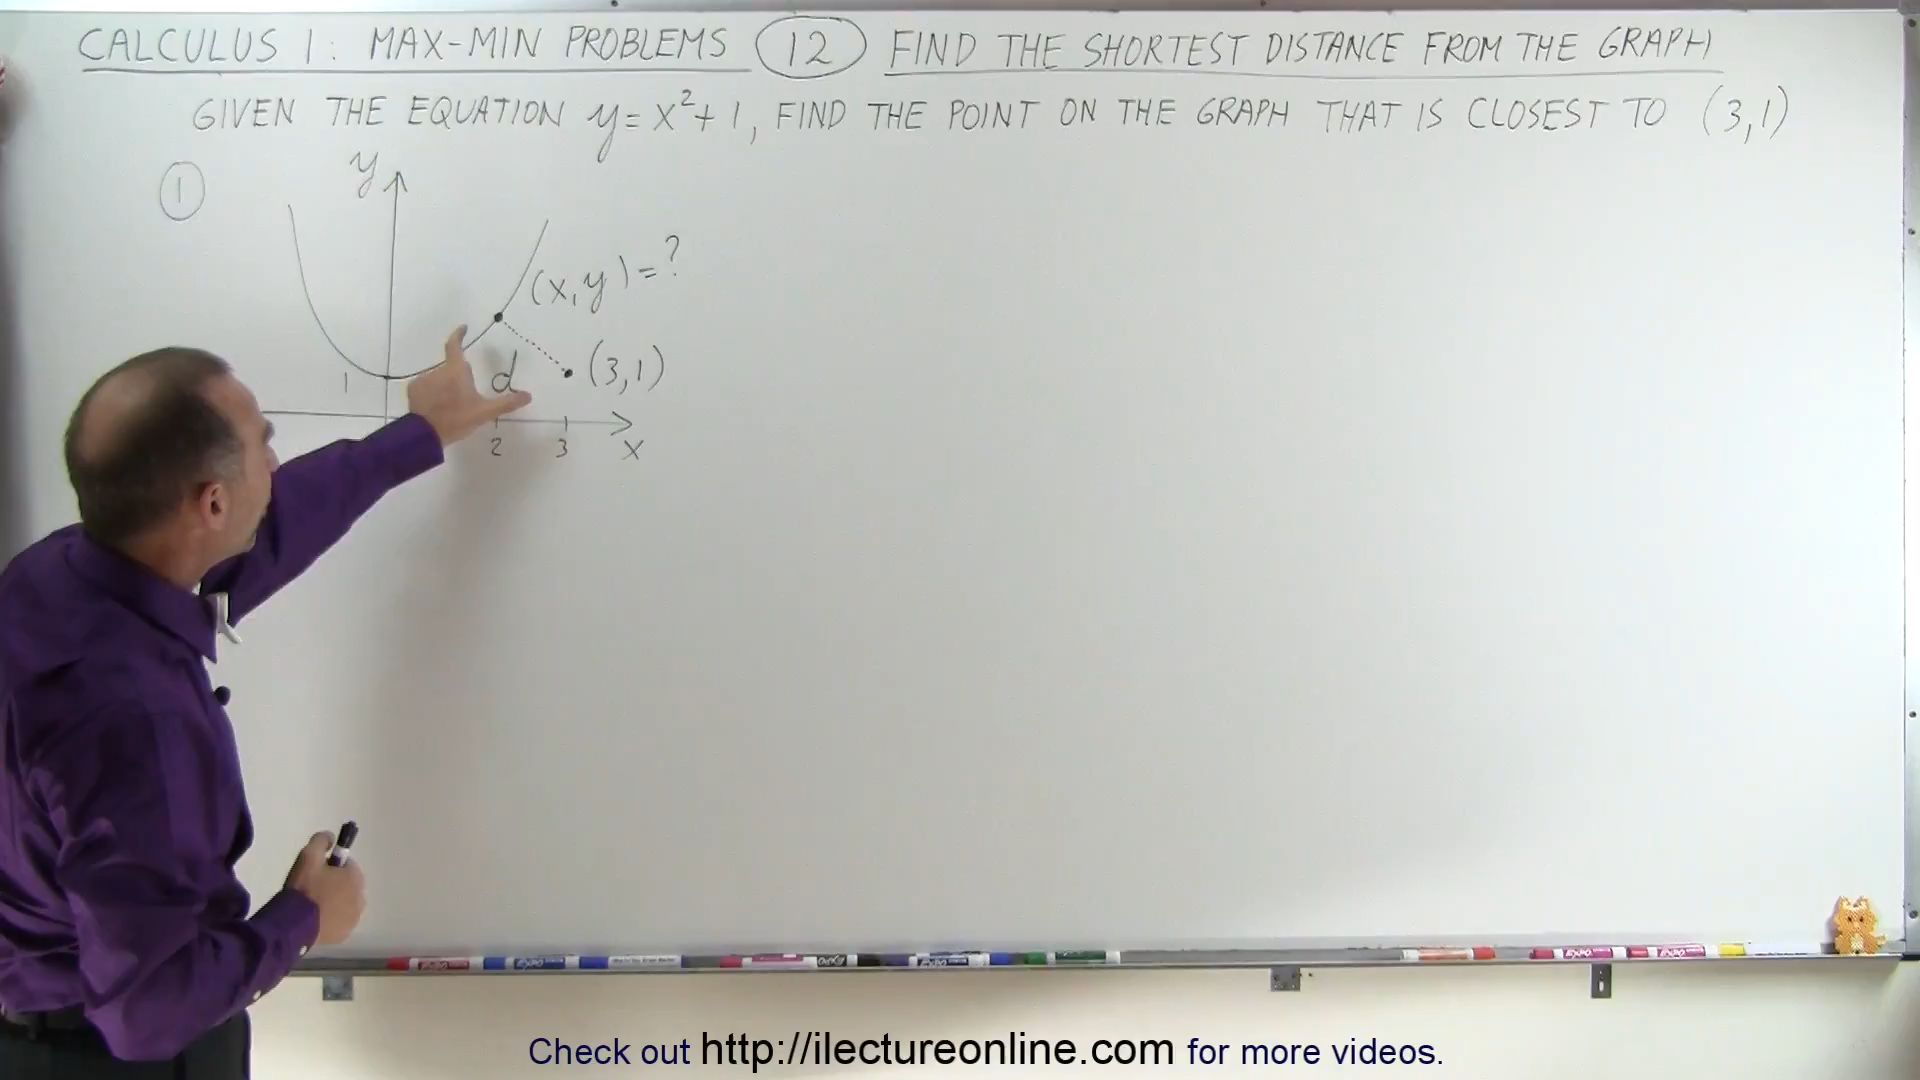 CALCULUS 1: MAX-MIN PROBLEMS 12 FIND THE SHORTEST DISTANCE FROM THE GRAPH
GIVEN THE EQUATION y = x²+1, FIND THE POINT ON THE GRAPH THAT IS CLOSEST TO (3,1)
1
y
(x,y) = ?
1
d
(3,1)
2 3 x
Check out http://ilectureonline.com for more videos.